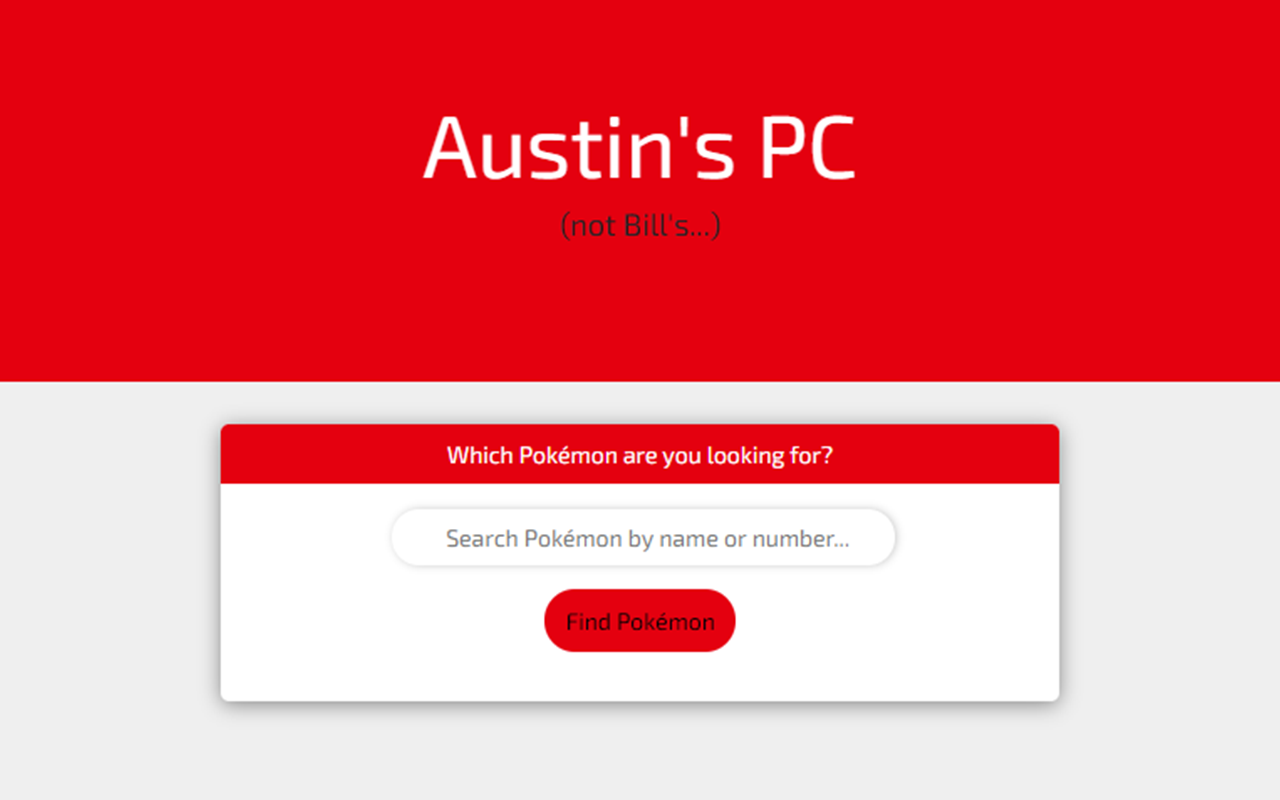 Austin's PC
(not Bill's...)
Which Pokémon are you looking for?
Search Pokémon by name or number...
Find Pokémon